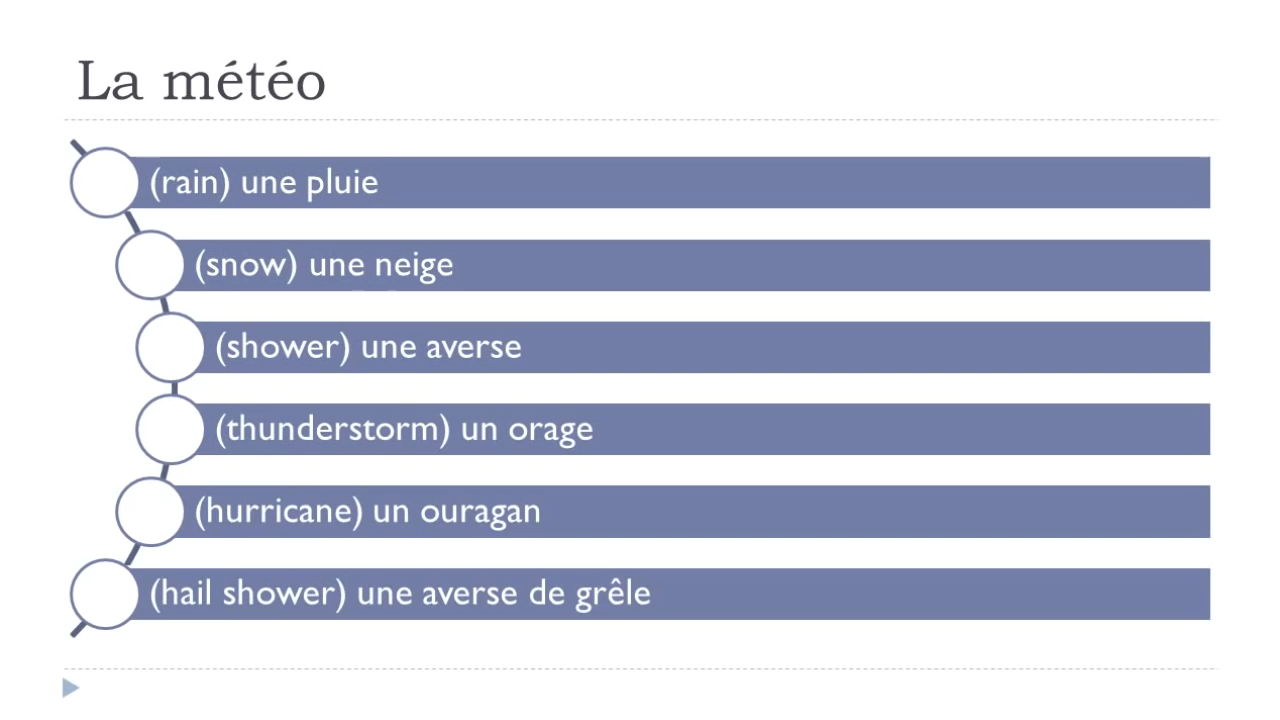 La météo
(rain) une pluie
(snow) une neige
(shower) une averse
(thunderstorm) un orage
(hurricane) un ouragan
(hail shower) une averse de grêle